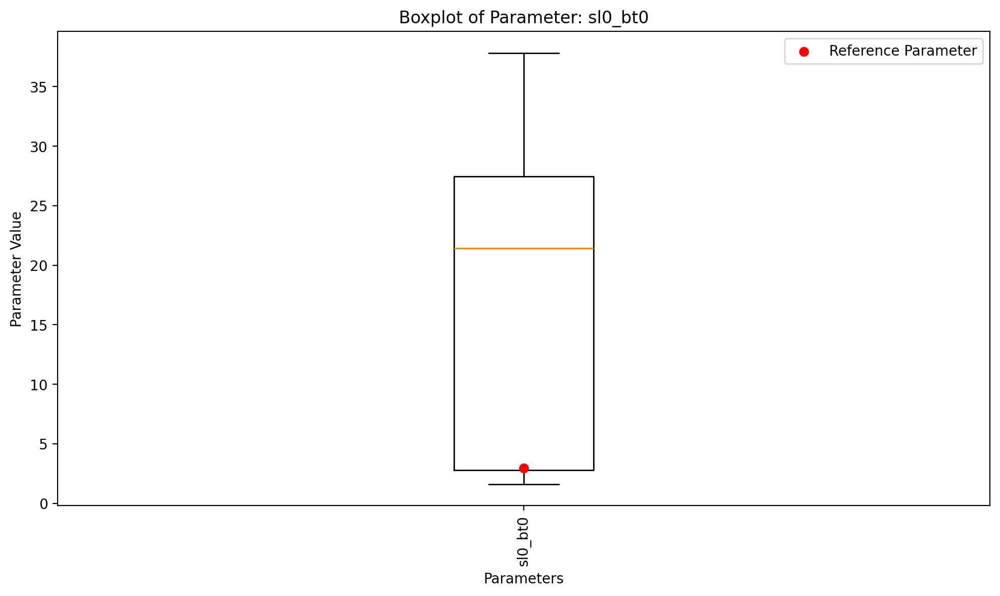 Boxplot of Parameter: sl0_bt0
Reference Parameter
Parameter Value
35
30
25
20
15
10
5
0
sl0_bt0
Parameters